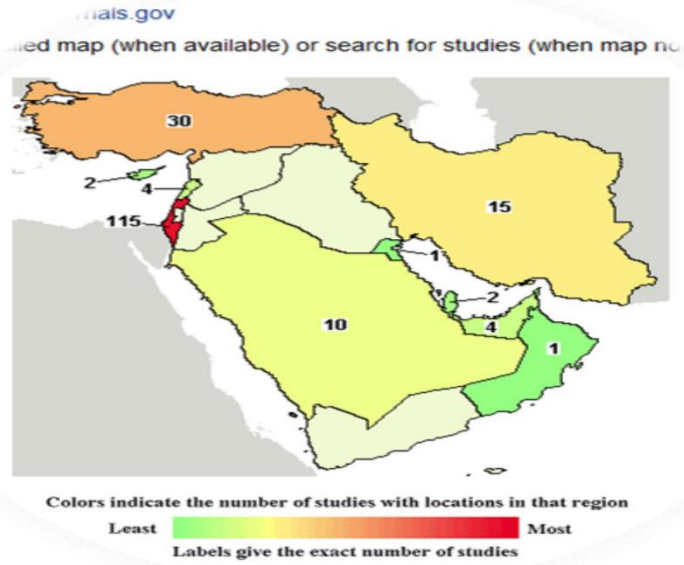 ials.gov
map (when available) or search for studies (when map
30
2
4
115
15
1
2
10
4
1
Colors indicate the number of studies with locations in that region
Least Most
Labels give the exact number of studies